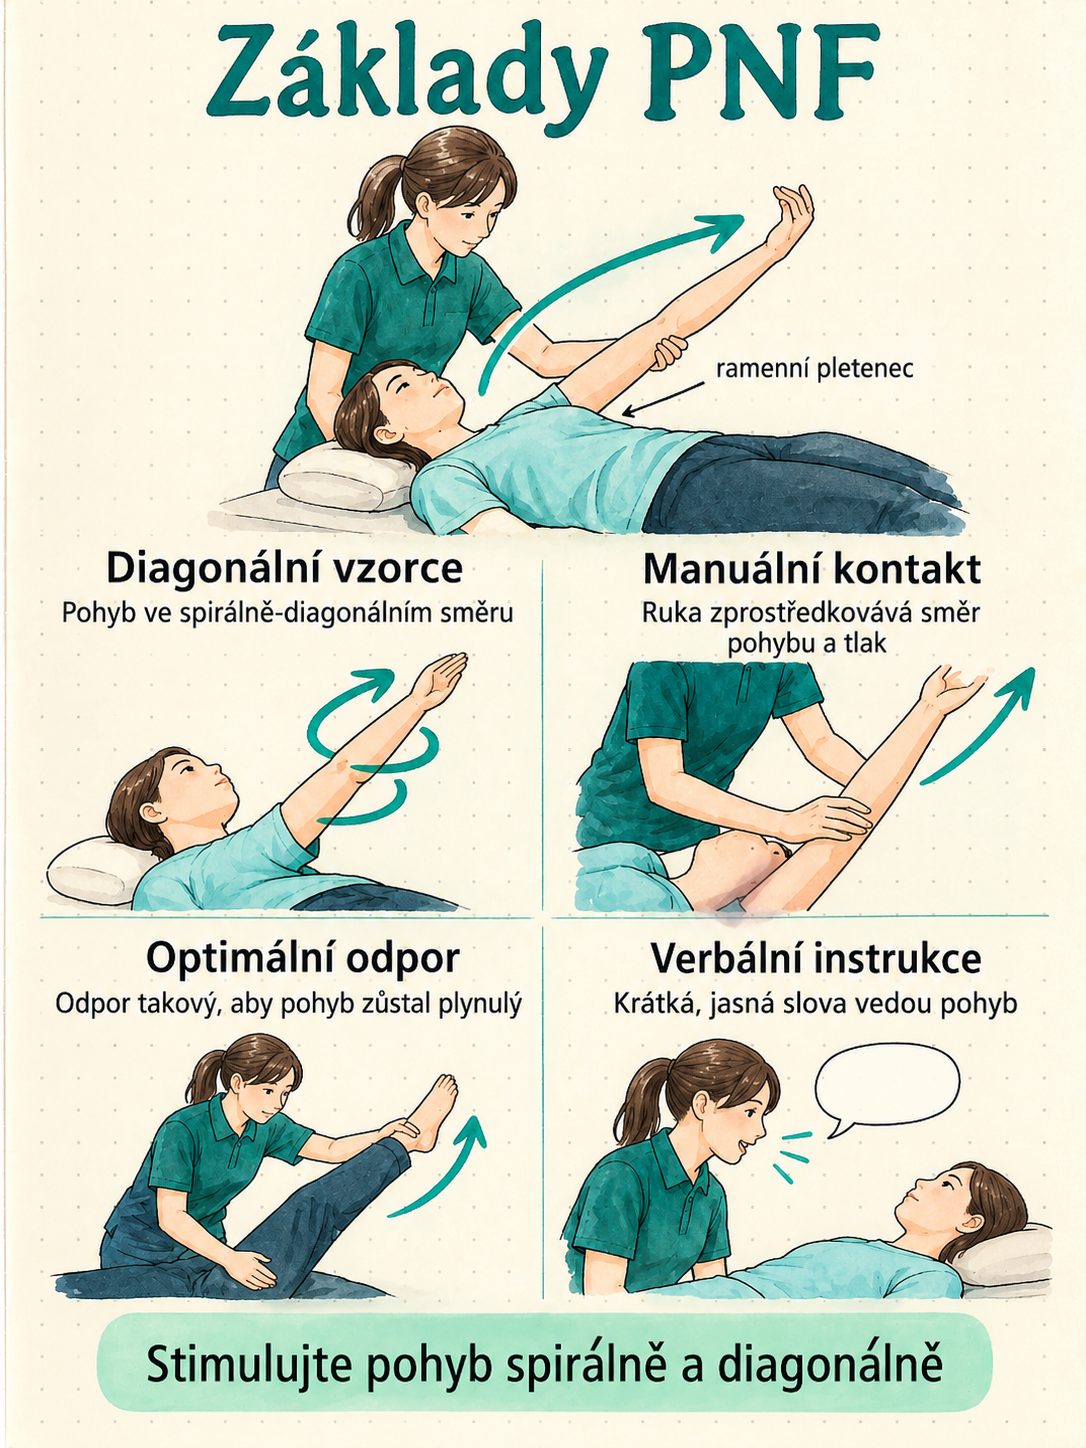 Základy PNF
ramenní pletenec
Diagonální vzorce
Pohyb ve spirálně-diagonálním směru
Manuální kontakt
Ruka zprostředkovává směr
pohybu a tlak
Optimální odpor
Odpor takový, aby pohyb zůstal plynulý
Verbální instrukce
Krátká, jasná slova vedou pohyb
Stimulujte pohyb spirálně a diagonálně